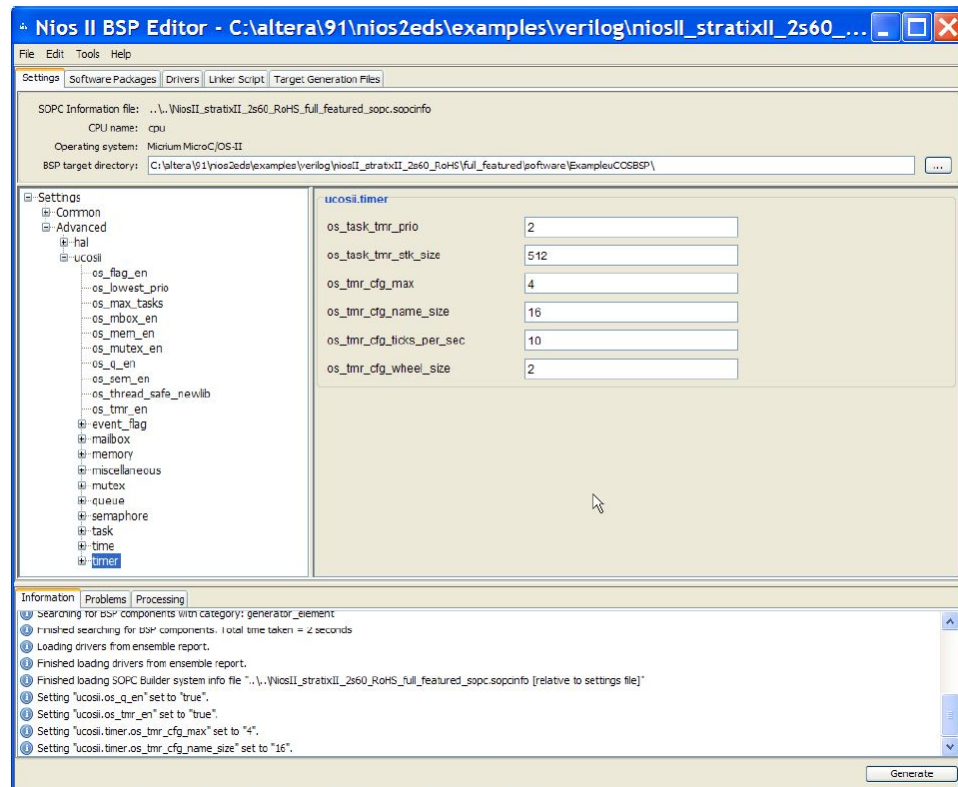 Nios II BSP Editor - C:\altera\91\nios2eds\examples\verilog\niosII_stratixII_2s60_...
File Edit Tools Help
Settings Software Packages Drivers Linker Script Target Generation Files
SOPC Information file: ..\..\NiosII_stratixII_2s60_RoHS_full_featured_sopc.sopcinfo
CPU name: cpu
Operating system: Micrium MicroC/OS-II
BSP target directory: C:\altera\91\nios2eds\examples\verilog\niosII_stratixII_2s60_RoHS\full_featured\software\ExampleuCOSBSP\ ...
Settings
Common
Advanced
hal
ucosii
os_flag_en
os_lowest_prio
os_max_tasks
os_mbox_en
os_mem_en
os_mutex_en
os_q_en
os_sem_en
os_thread_safe_newlib
os_tmr_en
event_flag
mailbox
memory
miscellaneous
mutex
queue
semaphore
task
time
timer
ucosii.timer
os_task_tmr_prio 2
os_task_tmr_stk_size 512
os_tmr_cfg_max 4
os_tmr_cfg_name_size 16
os_tmr_cfg_ticks_per_sec 10
os_tmr_cfg_wheel_size 2
Information Problems Processing
Searching for BSP components with category: generator_element
Finished searching for BSP components. Total time taken = 2 seconds
Loading drivers from ensemble report.
Finished loading drivers from ensemble report.
Finished loading SOPC Builder system info file "..\..\NiosII_stratixII_2s60_RoHS_full_featured_sopc.sopcinfo [relative to settings file]"
Setting "ucosii.os_q_en" set to "true".
Setting "ucosii.os_tmr_en" set to "true".
Setting "ucosii.timer.os_tmr_cfg_max" set to "4".
Setting "ucosii.timer.os_tmr_cfg_name_size" set to "16".
Generate